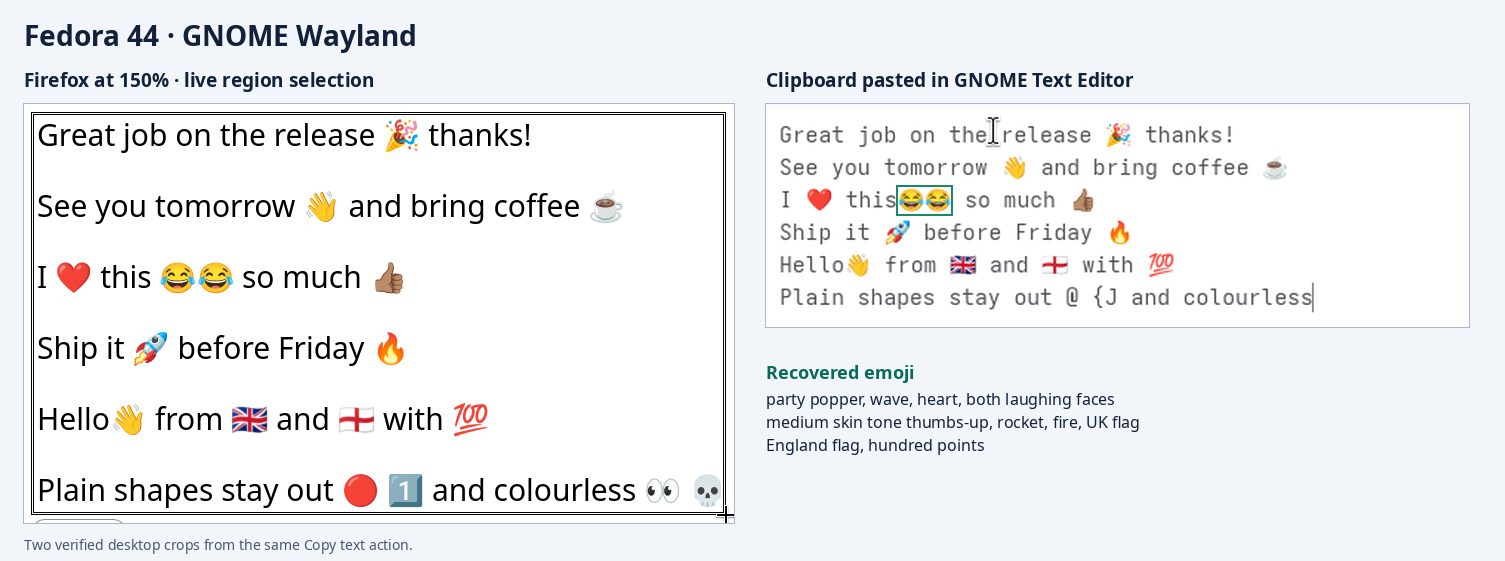 Fedora 44 · GNOME Wayland
Firefox at 150% · live region selection
Great job on the release 🎉 thanks!
See you tomorrow 👋 and bring coffee ☕
I ❤️ this 😂😂 so much 👍🏽
Ship it 🚀 before Friday 🔥
Hello👋 from 🇬🇧 and 🏴󠁧󠁢󠁥󠁮󠁧󠁿 with 💯
Plain shapes stay out 🔴 1️⃣ and colourless 👀 💀
Two verified desktop crops from the same Copy text action.
Clipboard pasted in GNOME Text Editor
Great job on the release 🎉 thanks!
See you tomorrow 👋 and bring coffee ☕
I ❤️ this😂😂 so much 👍🏽
Ship it 🚀 before Friday 🔥
Hello👋 from 🇬🇧 and 🏴󠁧󠁢󠁥󠁮󠁧󠁿 with 💯
Plain shapes stay out @ {J and colourless
Recovered emoji
party popper, wave, heart, both laughing faces
medium skin tone thumbs-up, rocket, fire, UK flag
England flag, hundred points